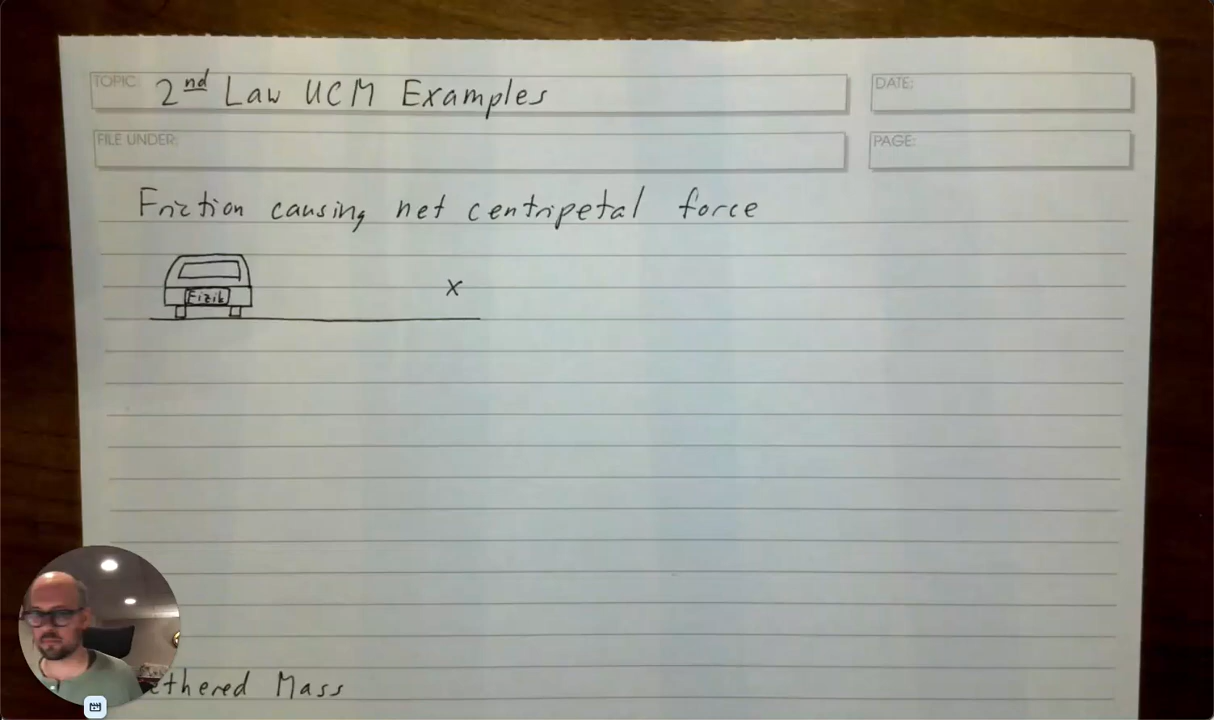 TOPIC: 2nd Law UCM Examples
DATE:
FILE UNDER:
PAGE:
Friction causing net centripetal force
Fizik
x
ethered Mass